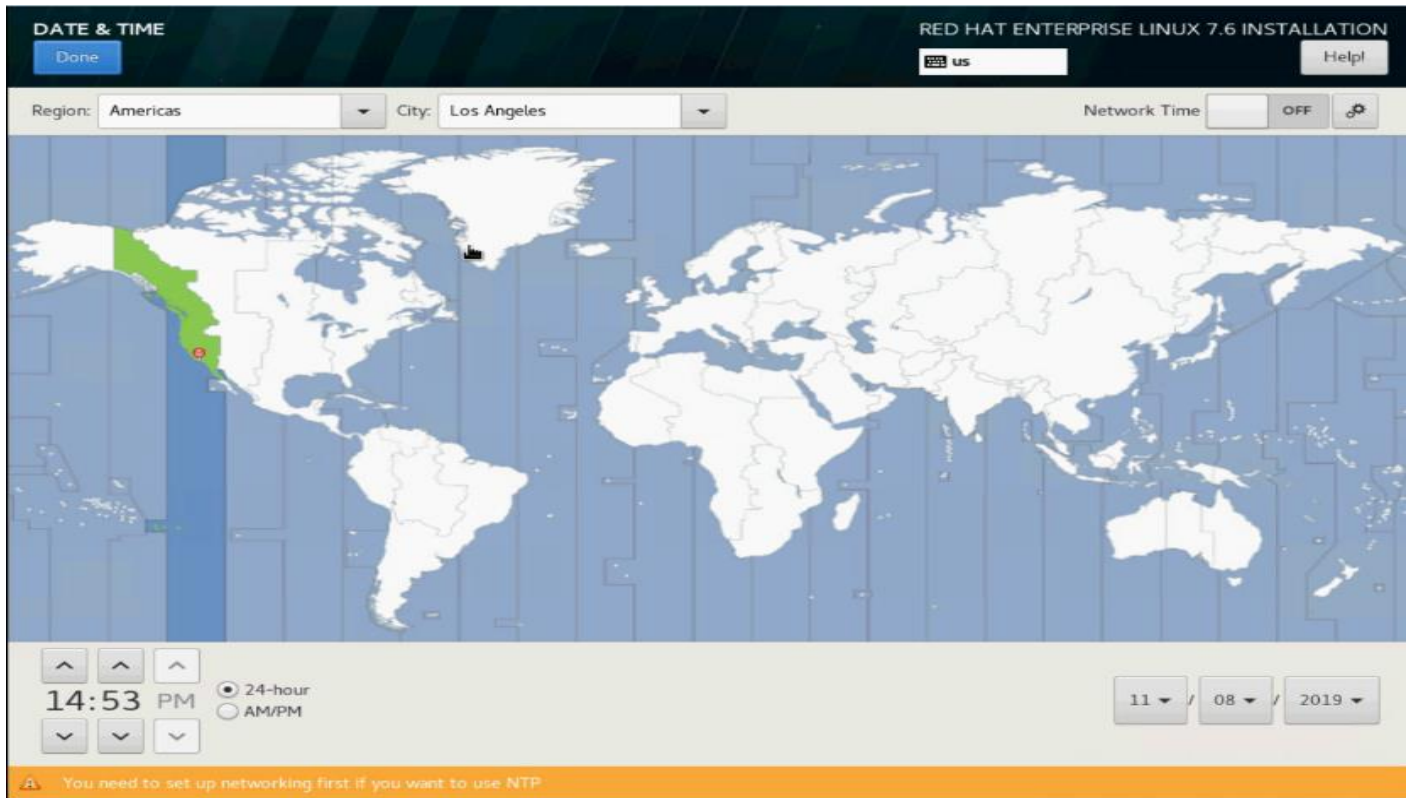 DATE & TIME
RED HAT ENTERPRISE LINUX 7.6 INSTALLATION
Done
us
Help!
Region: Americas City: Los Angeles Network Time OFF
14:53 PM
24-hour
AM/PM
11 / 08 / 2019
You need to set up networking first if you want to use NTP